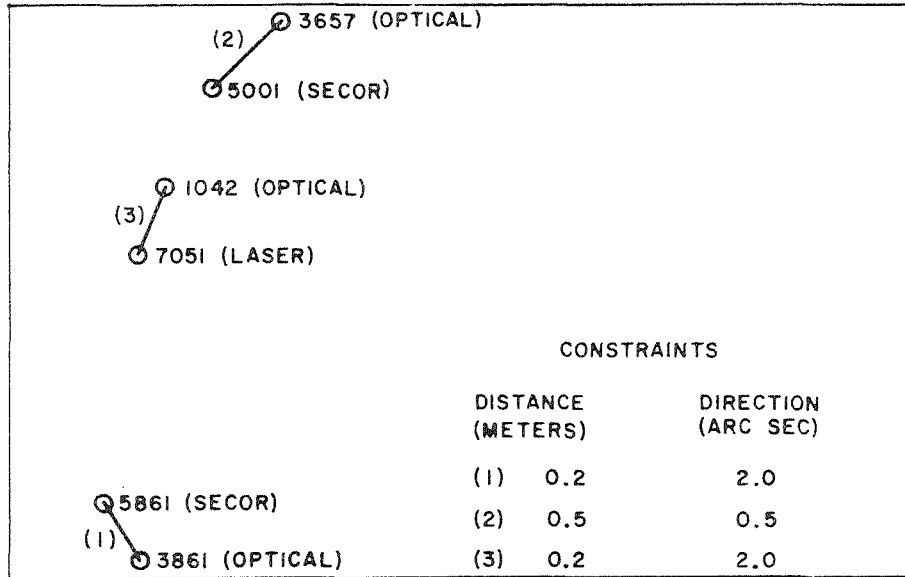 3657 (OPTICAL)
(2)
5001 (SECOR)
1042 (OPTICAL)
(3)
7051 (LASER)
CONSTRAINTS
DISTANCE DIRECTION
(METERS) (ARC SEC)
(1) 0.2 2.0
5861 (SECOR)
(2) 0.5 0.5
(1)
3861 (OPTICAL)
(3) 0.2 2.0